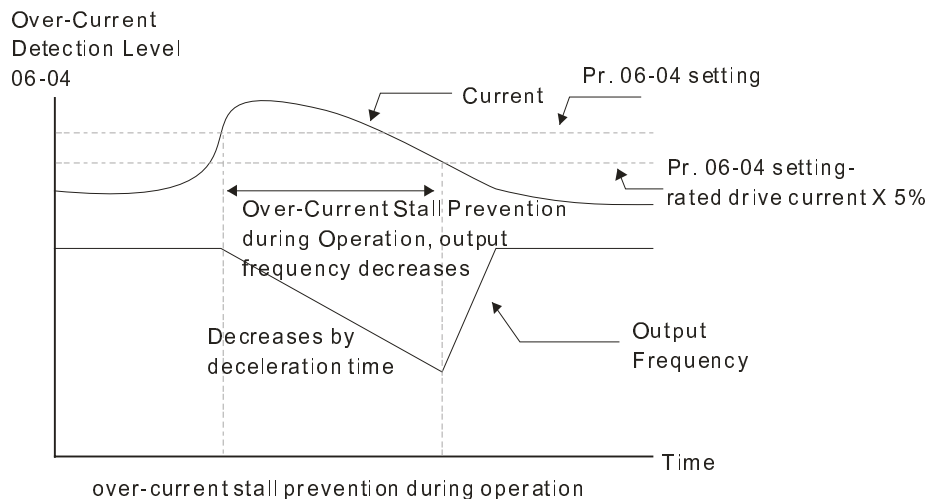 Over-Current
Detection Level
06-04
Pr. 06-04 setting
Current
Pr. 06-04 setting-
rated drive current X 5%
Over-Current Stall Prevention
during Operation, output
frequency decreases
Decreases by
deceleration time
Output
Frequency
Time
over-current stall prevention during operation